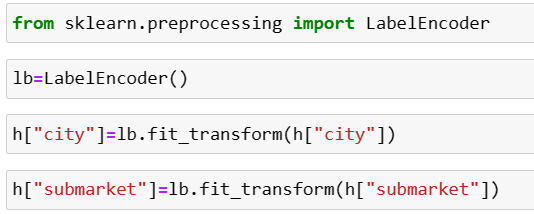 from sklearn.preprocessing import LabelEncoder
lb=LabelEncoder()
h["city"]=lb.fit_transform(h["city"])
h["submarket"]=lb.fit_transform(h["submarket"])